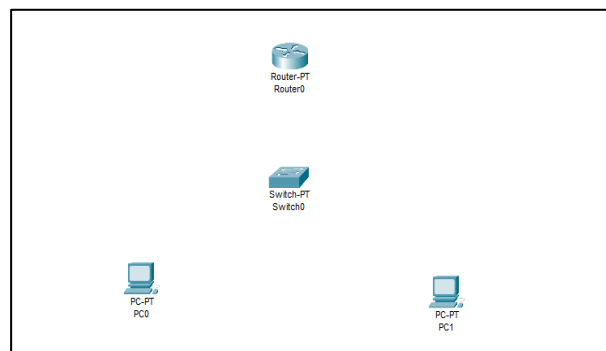 Router-PT
Router0
Switch-PT
Switch0
PC-PT
PC0
PC-PT
PC1